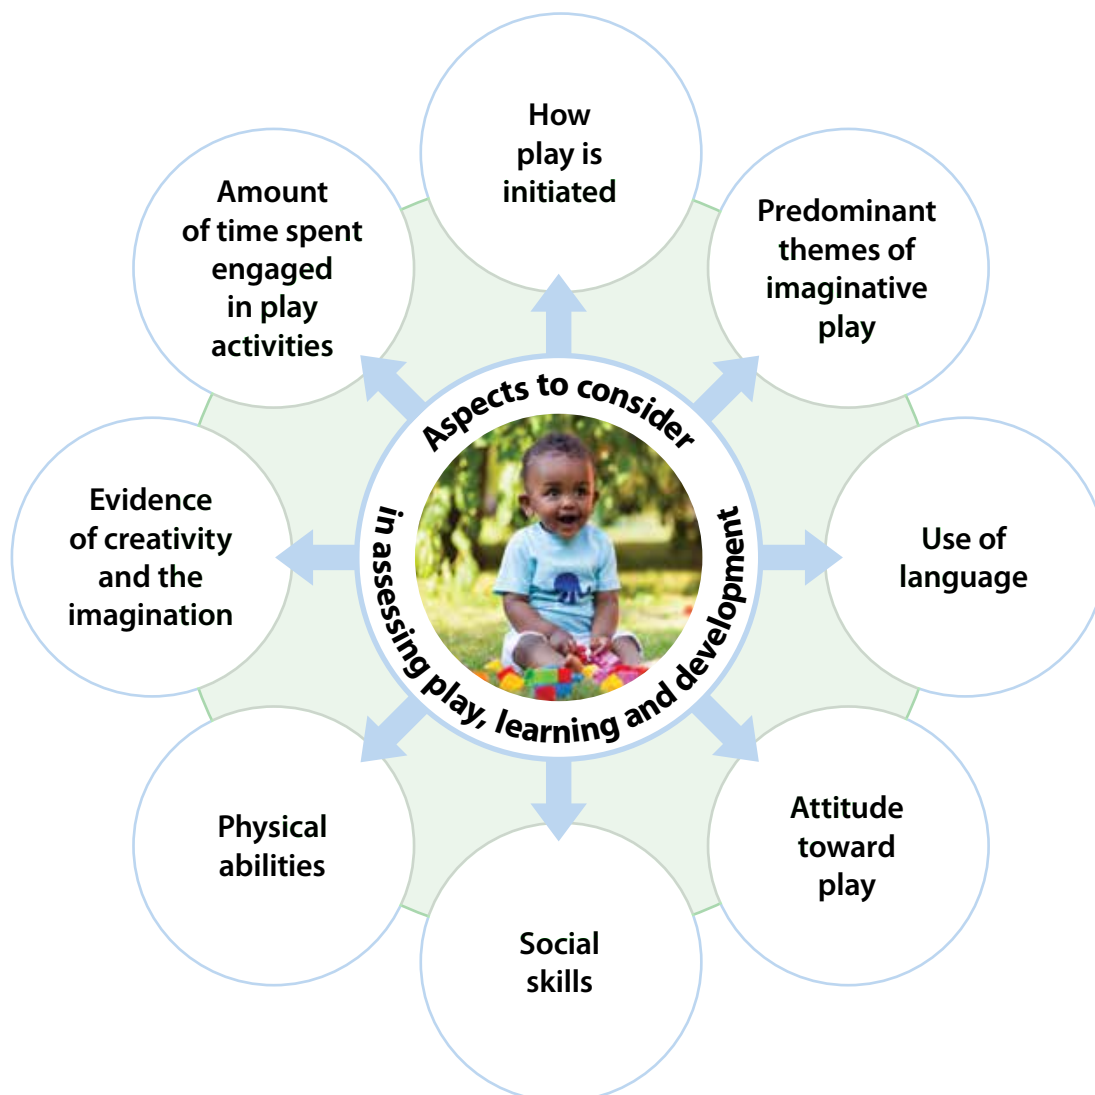 Aspects to consider
in assessing play, learning and development
How
play is
initiated
Predominant
themes of
imaginative
play
Use of
language
Attitude
toward
play
Social
skills
Physical
abilities
Evidence
of creativity
and the
imagination
Amount
of time spent
engaged
in play
activities